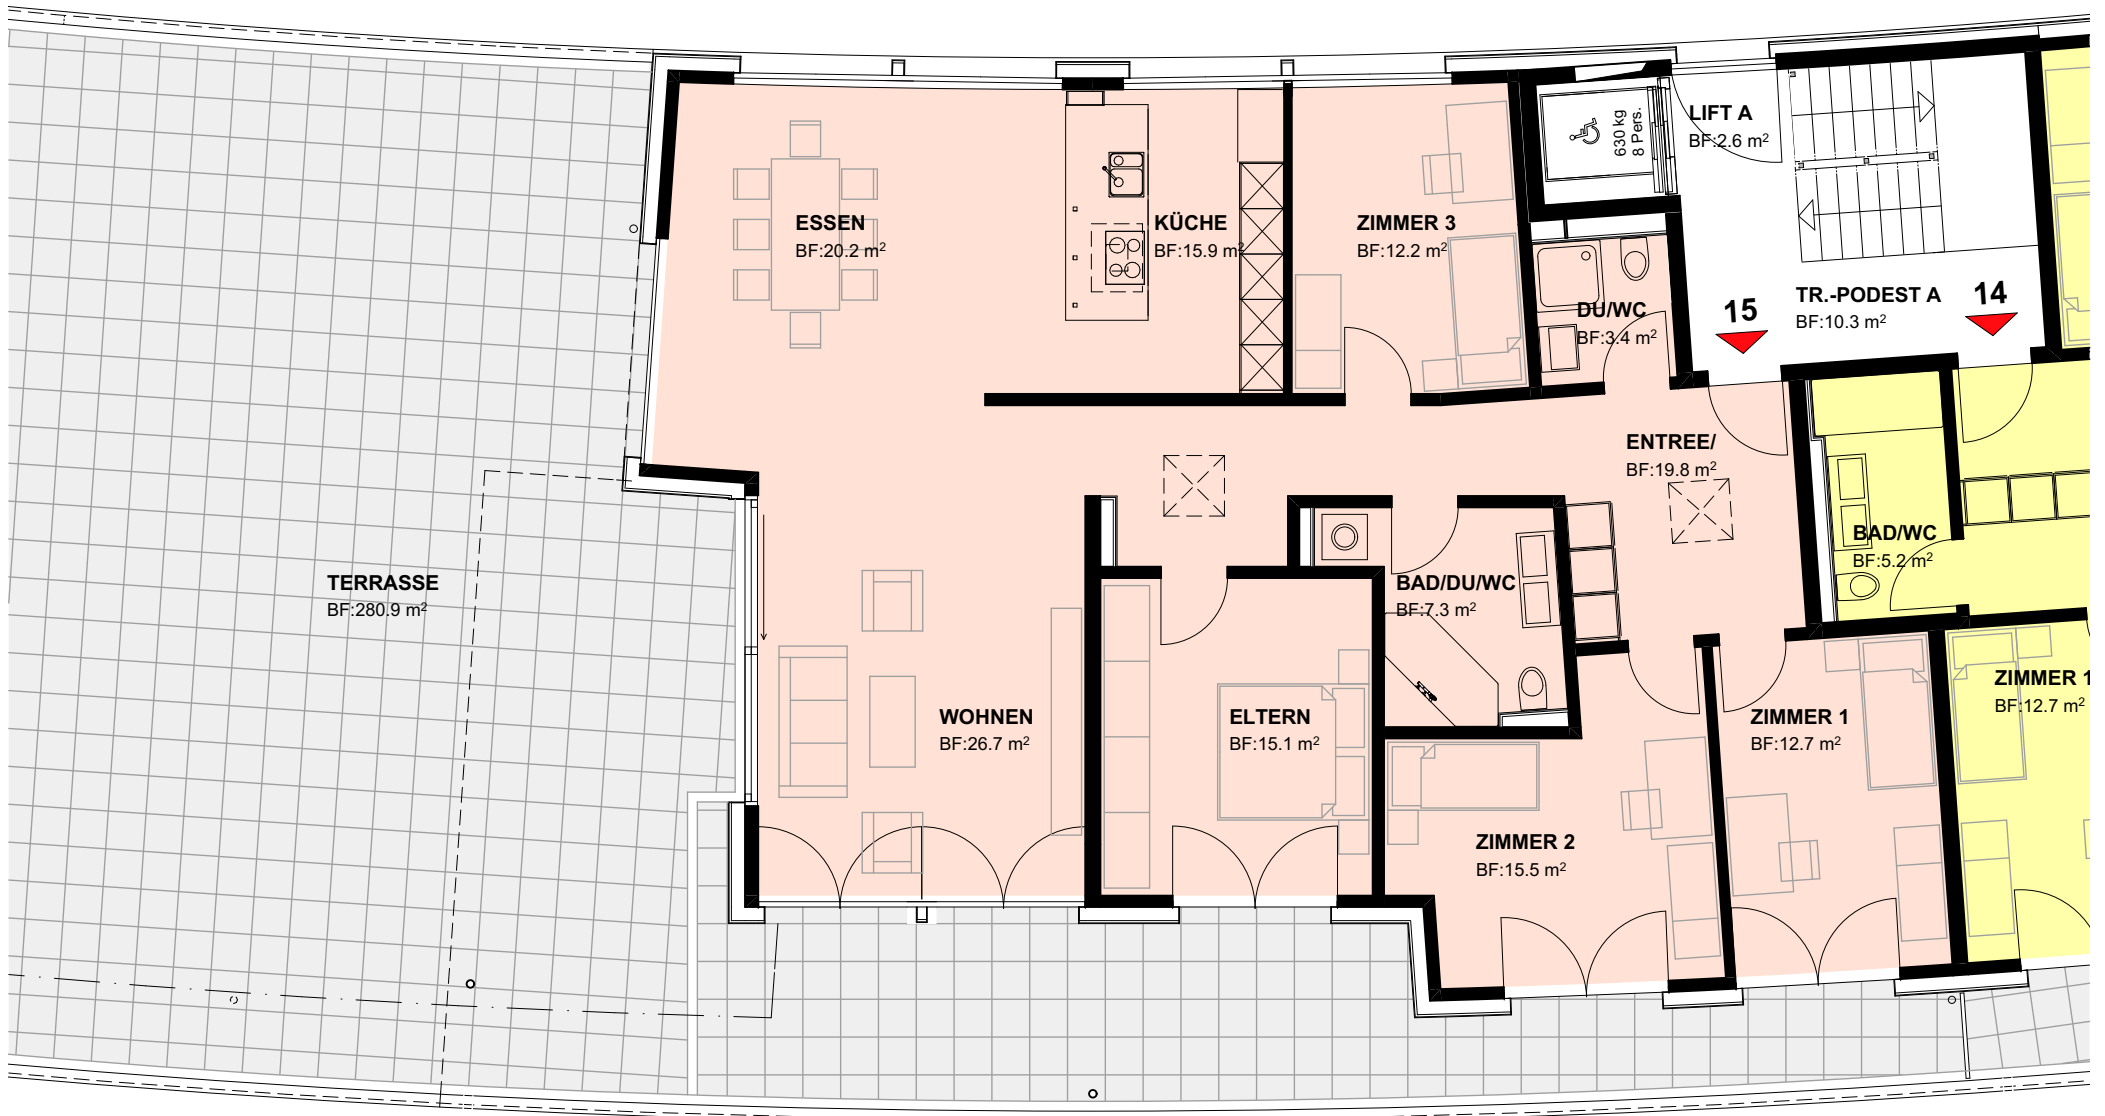 LIFT A
BF:2.6 m²
630 kg
8 Pers.
ESSEN
BF:20.2 m²
KÜCHE
BF:15.9 m²
ZIMMER 3
BF:12.2 m²
DU/WC
BF:3.4 m²
15
TR.-PODEST A
BF:10.3 m²
14
ENTREE/
BF:19.8 m²
BAD/WC
BF:5.2 m²
TERRASSE
BF:280.9 m²
BAD/DU/WC
BF:7.3 m²
WOHNEN
BF:26.7 m²
ELTERN
BF:15.1 m²
ZIMMER 1
BF:12.7 m²
ZIMMER 1
BF:12.7 m²
ZIMMER 2
BF:15.5 m²